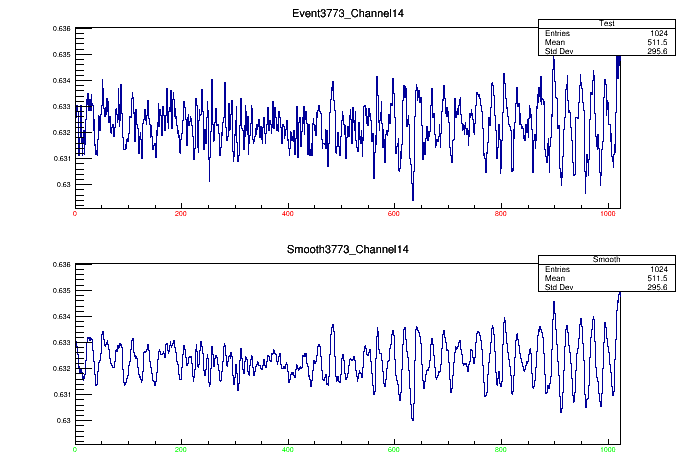 Event3773_Channel14
Test
Entries 1024
Mean 511.5
Std Dev 295.6
0.636
0.635
0.634
0.633
0.632
0.631
0.63
0 200 400 600 800 1000
Smooth3773_Channel14
Smooth
Entries 1024
Mean 511.5
Std Dev 295.6
0.636
0.635
0.634
0.633
0.632
0.631
0.63
0 200 400 600 800 1000